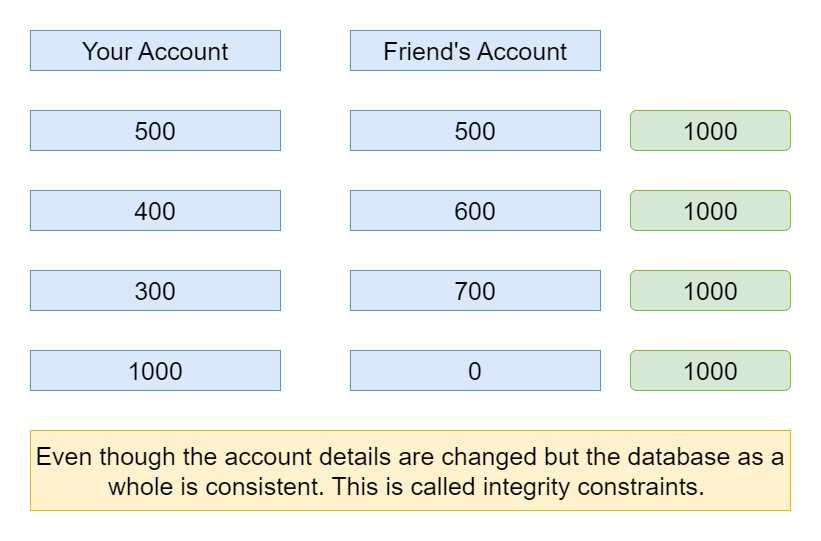 Your Account Friend's Account
500 500 1000
400 600 1000
300 700 1000
1000 0 1000
Even though the account details are changed but the database as a
whole is consistent. This is called integrity constraints.